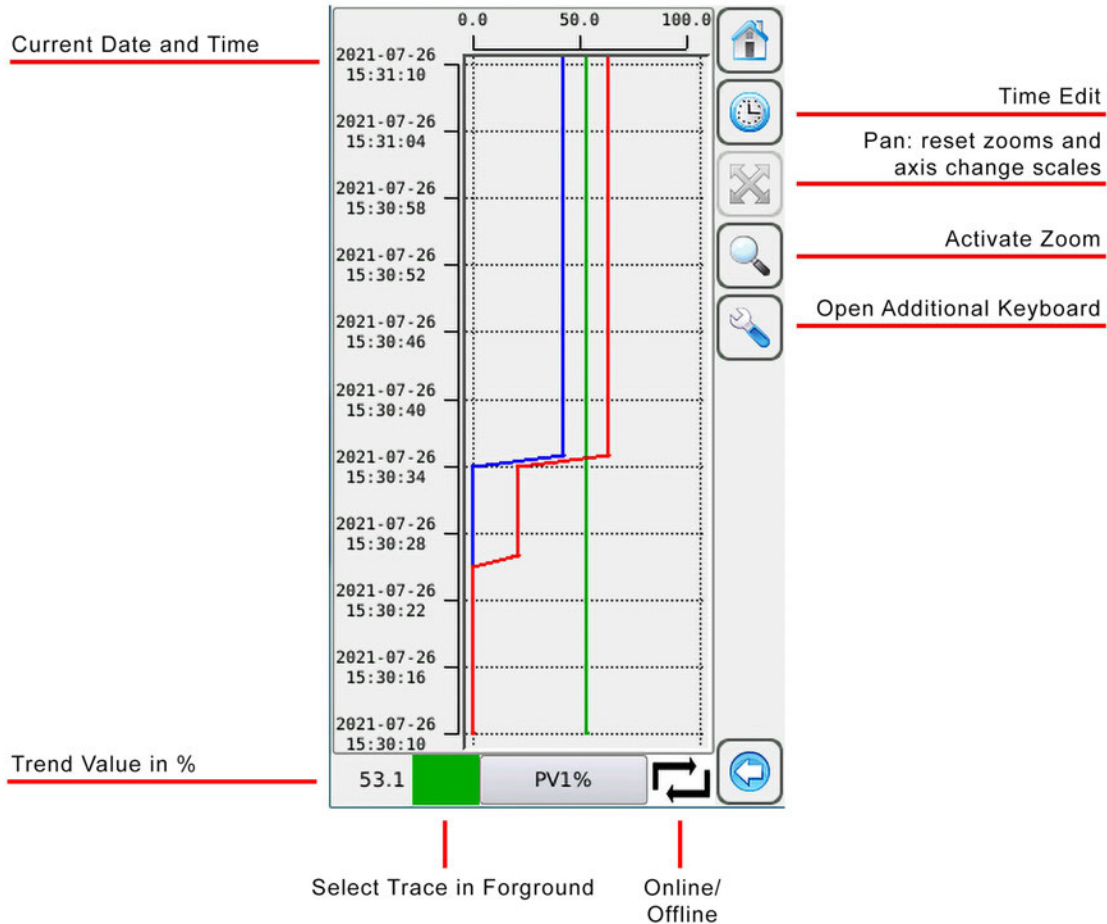 0.0 50.0 100.0
Current Date and Time
2021-07-26
15:31:10
Time Edit
2021-07-26
15:31:04
Pan: reset zooms and
axis change scales
2021-07-26
15:30:58
Activate Zoom
2021-07-26
15:30:52
Open Additional Keyboard
2021-07-26
15:30:46
2021-07-26
15:30:40
2021-07-26
15:30:34
2021-07-26
15:30:28
2021-07-26
15:30:22
2021-07-26
15:30:16
2021-07-26
15:30:10
Trend Value in %
53.1 PV1%
Select Trace in Forground
Online/
Offline